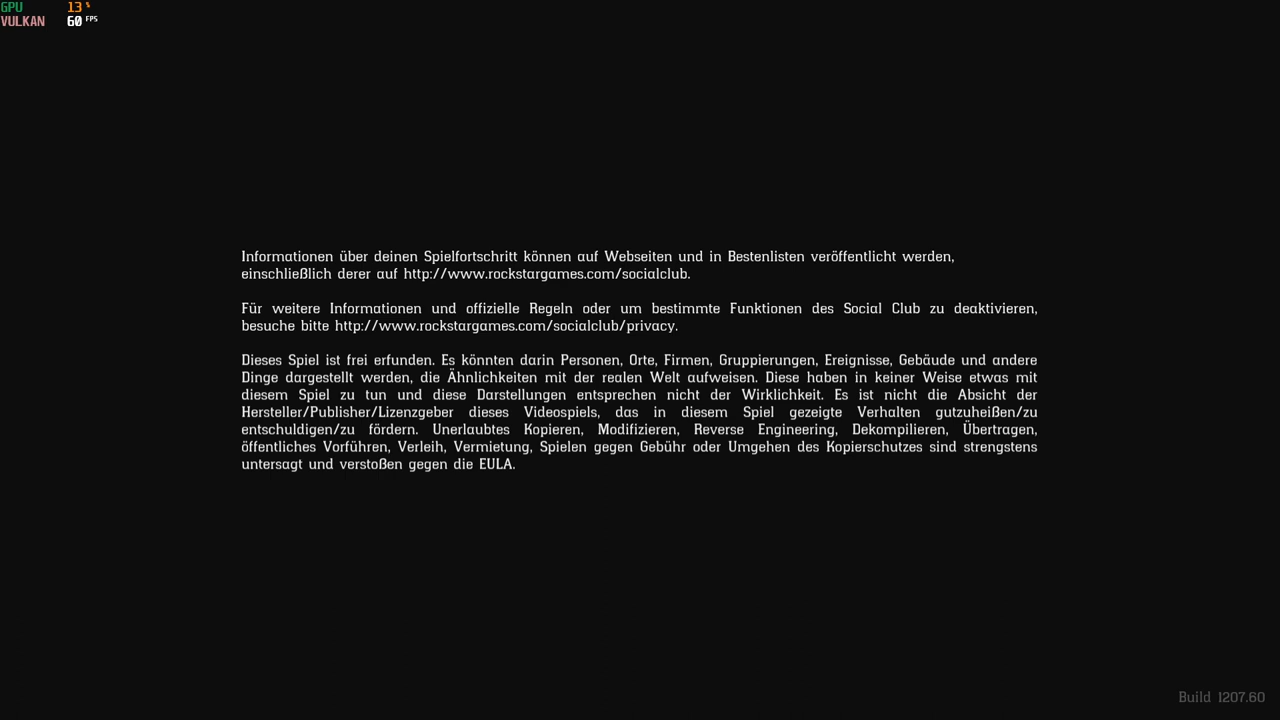 GPU 13 %
VULKAN 60 FPS
Informationen über deinen Spielfortschritt können auf Webseiten und in Bestenlisten veröffentlicht werden,
einschließlich derer auf http://www.rockstargames.com/socialclub.
Für weitere Informationen und offizielle Regeln oder um bestimmte Funktionen des Social Club zu deaktivieren,
besuche bitte http://www.rockstargames.com/socialclub/privacy.
Dieses Spiel ist frei erfunden. Es könnten darin Personen, Orte, Firmen, Gruppierungen, Ereignisse, Gebäude und andere
Dinge dargestellt werden, die Ähnlichkeiten mit der realen Welt aufweisen. Diese haben in keiner Weise etwas mit
diesem Spiel zu tun und diese Darstellungen entsprechen nicht der Wirklichkeit. Es ist nicht die Absicht der
Hersteller/Publisher/Lizenzgeber dieses Videospiels, das in diesem Spiel gezeigte Verhalten gutzuheißen/zu
entschuldigen/zu fördern. Unerlaubtes Kopieren, Modifizieren, Reverse Engineering, Dekompilieren, Übertragen,
öffentliches Vorführen, Verleih, Vermietung, Spielen gegen Gebühr oder Umgehen des Kopierschutzes sind strengstens
untersagt und verstoßen gegen die EULA.
Build 1207.60